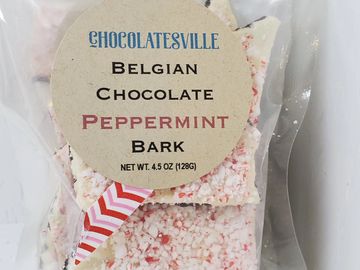 CHOCOLATESVILLE
BELGIAN
CHOCOLATE
PEPPERMINT
BARK
NET WT. 4.5 OZ (128G)